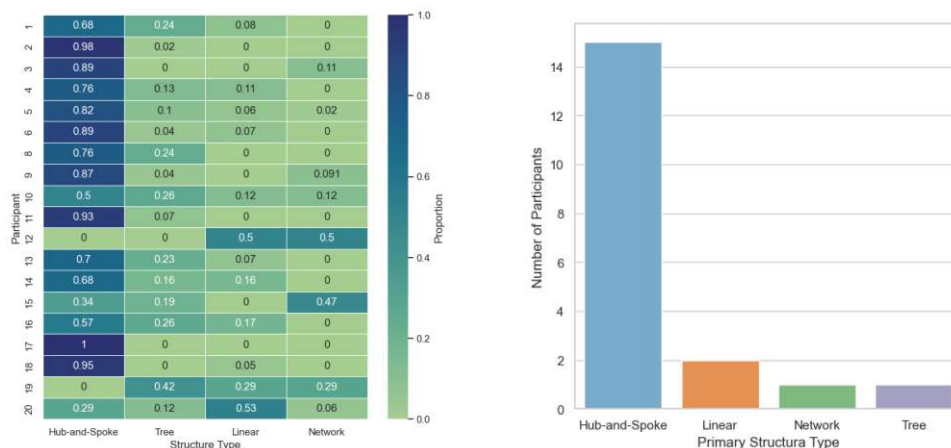 1 0.68 0.24 0.08 0
2 0.98 0.02 0 0
3 0.89 0 0 0.11
4 0.76 0.13 0.11 0
5 0.82 0.1 0.06 0.02
6 0.89 0.04 0.07 0
8 0.76 0.24 0 0
9 0.87 0.04 0 0.091
10 0.5 0.26 0.12 0.12
11 0.93 0.07 0 0
12 0 0 0.5 0.5
13 0.7 0.23 0.07 0
14 0.68 0.16 0.16 0
15 0.34 0.19 0 0.47
16 0.57 0.26 0.17 0
17 1 0 0 0
18 0.95 0 0.05 0
19 0 0.42 0.29 0.29
20 0.29 0.12 0.53 0.06
Participant
Hub-and-Spoke Tree Linear Network
Structure Type
1.0
0.8
0.6
0.4
0.2
0.0
Proportion
14
12
10
8
6
4
2
0
Number of Participants
Hub-and-Spoke Linear Network Tree
Primary Structura Type